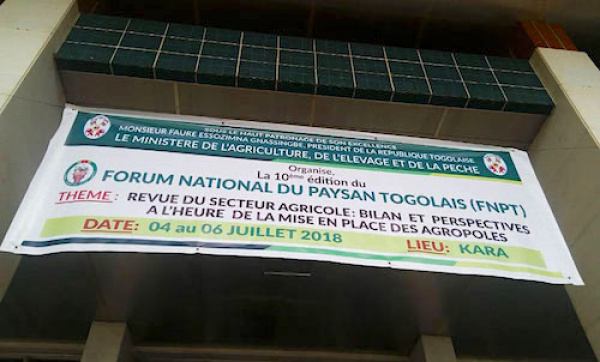 SOUS LE HAUT PATRONAGE DE SON EXCELLENCE
MONSIEUR FAURE ESSOZIMNA GNASSINGBE, PRESIDENT DE LA REPUBLIQUE TOGOLAISE
LE MINISTERE DE L'AGRICULTURE, DE L'ELEVAGE ET DE LA PECHE
Organise,
La 10ème édition du
FORUM NATIONAL DU PAYSAN TOGOLAIS (FNPT)
THEME : REVUE DU SECTEUR AGRICOLE: BILAN ET PERSPECTIVES
A L'HEURE DE LA MISE EN PLACE DES AGROPOLES
DATE: 04 au 06 JUILLET 2018 LIEU: KARA